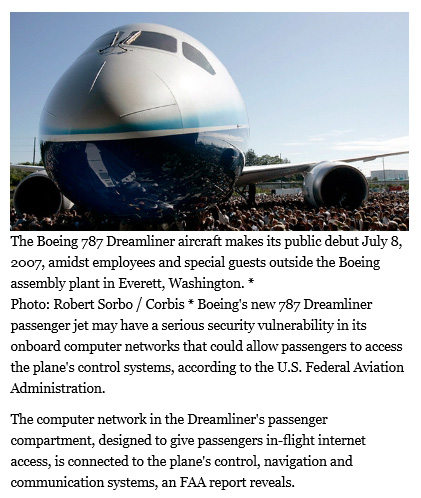 The Boeing 787 Dreamliner aircraft makes its public debut July 8,
2007, amidst employees and special guests outside the Boeing
assembly plant in Everett, Washington. *
Photo: Robert Sorbo / Corbis * Boeing's new 787 Dreamliner
passenger jet may have a serious security vulnerability in its
onboard computer networks that could allow passengers to access
the plane's control systems, according to the U.S. Federal Aviation
Administration.
The computer network in the Dreamliner's passenger
compartment, designed to give passengers in-flight internet
access, is connected to the plane's control, navigation and
communication systems, an FAA report reveals.